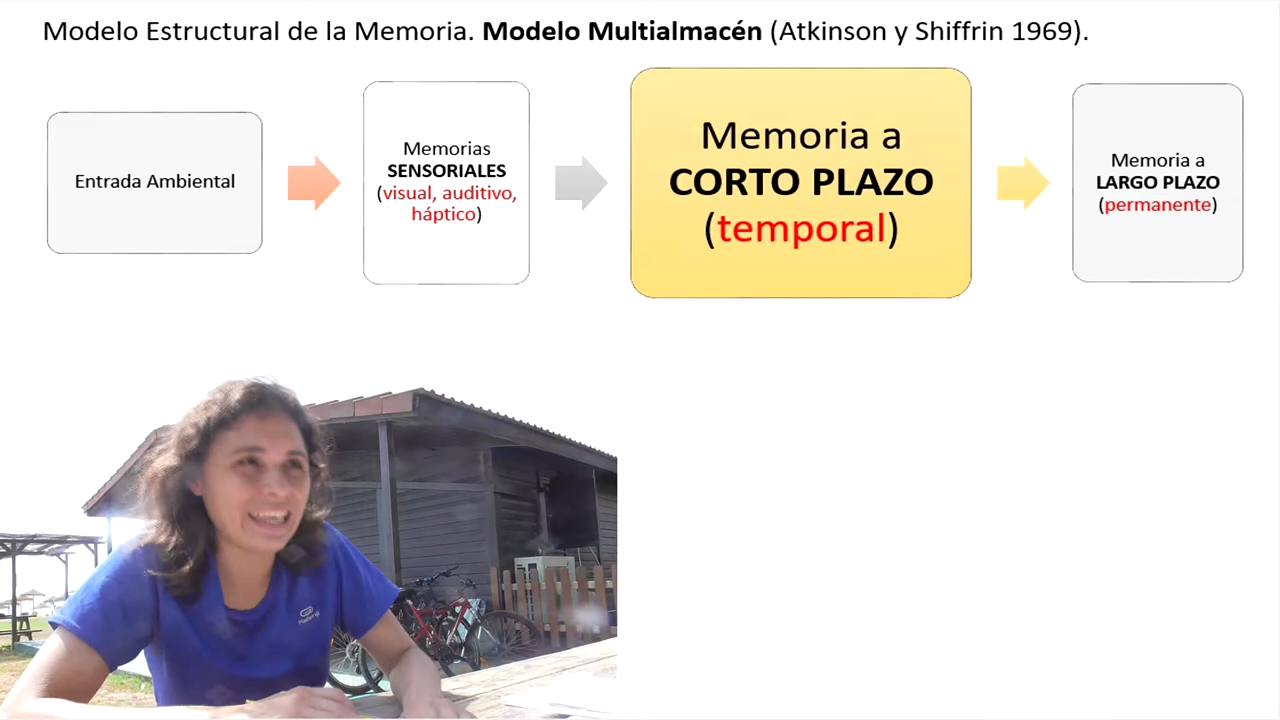 Modelo Estructural de la Memoria. Modelo Multialmacén (Atkinson y Shiffrin 1969).
Entrada Ambiental
Memorias
SENSORIALES
(visual, auditivo,
háptico)
Memoria a
CORTO PLAZO
(temporal)
Memoria a
LARGO PLAZO
(permanente)